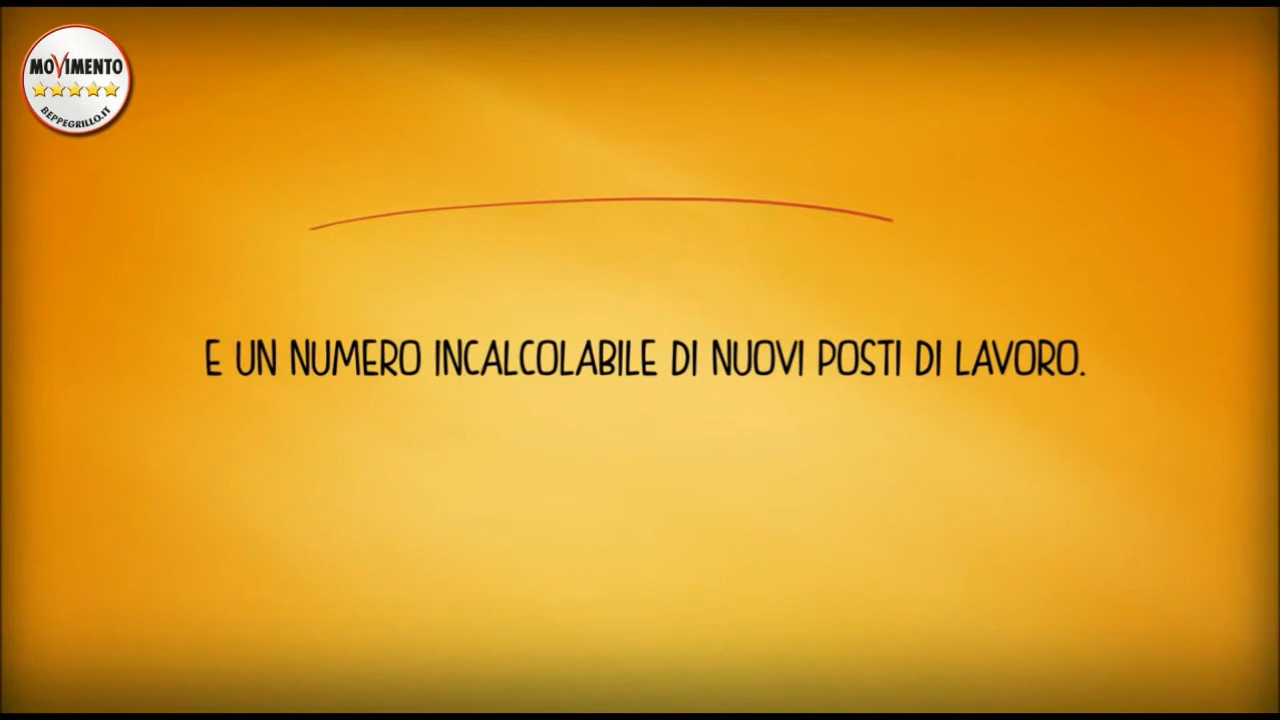 MOVIMENTO
BEPPEGRILLO.IT
E UN NUMERO INCALCOLABILE DI NUOVI POSTI DI LAVORO.